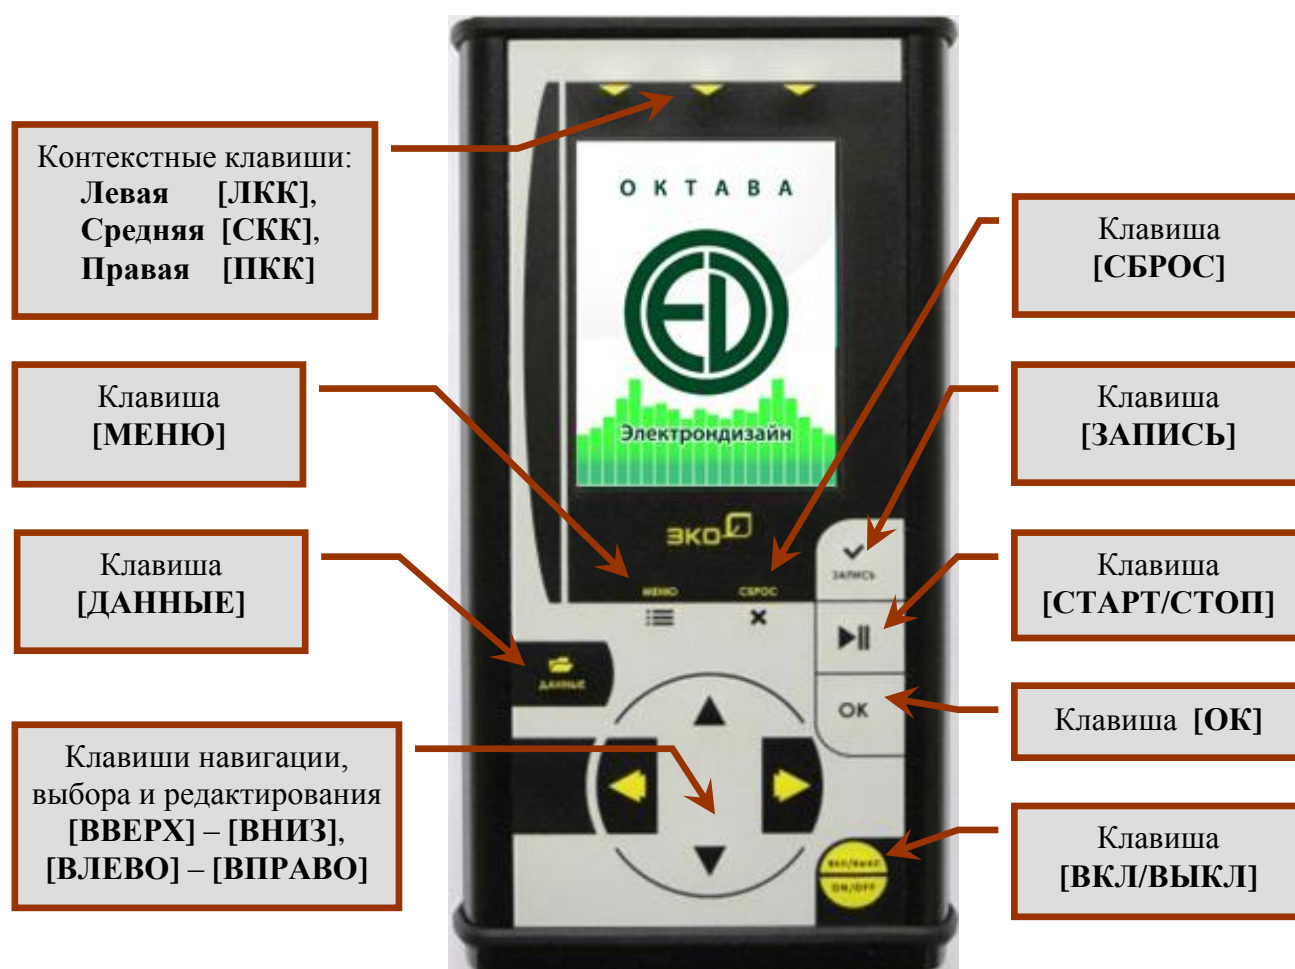 Контекстные клавиши:
Левая [ЛКК],
Средняя [СКК],
Правая [ПКК]
Клавиша
[МЕНЮ]
Клавиша
[ДАННЫЕ]
Клавиши навигации,
выбора и редактирования
[ВВЕРХ] – [ВНИЗ],
[ВЛЕВО] – [ВПРАВО]
ОКТАВА
ED
Электрондизайн
ЭКО
МЕНЮ
СБРОС
ДАННЫЕ
ЗАПИСЬ
OK
ВКЛ/ВЫКЛ
ON/OFF
Клавиша
[СБРОС]
Клавиша
[ЗАПИСЬ]
Клавиша
[СТАРТ/СТОП]
Клавиша [ОК]
Клавиша
[ВКЛ/ВЫКЛ]